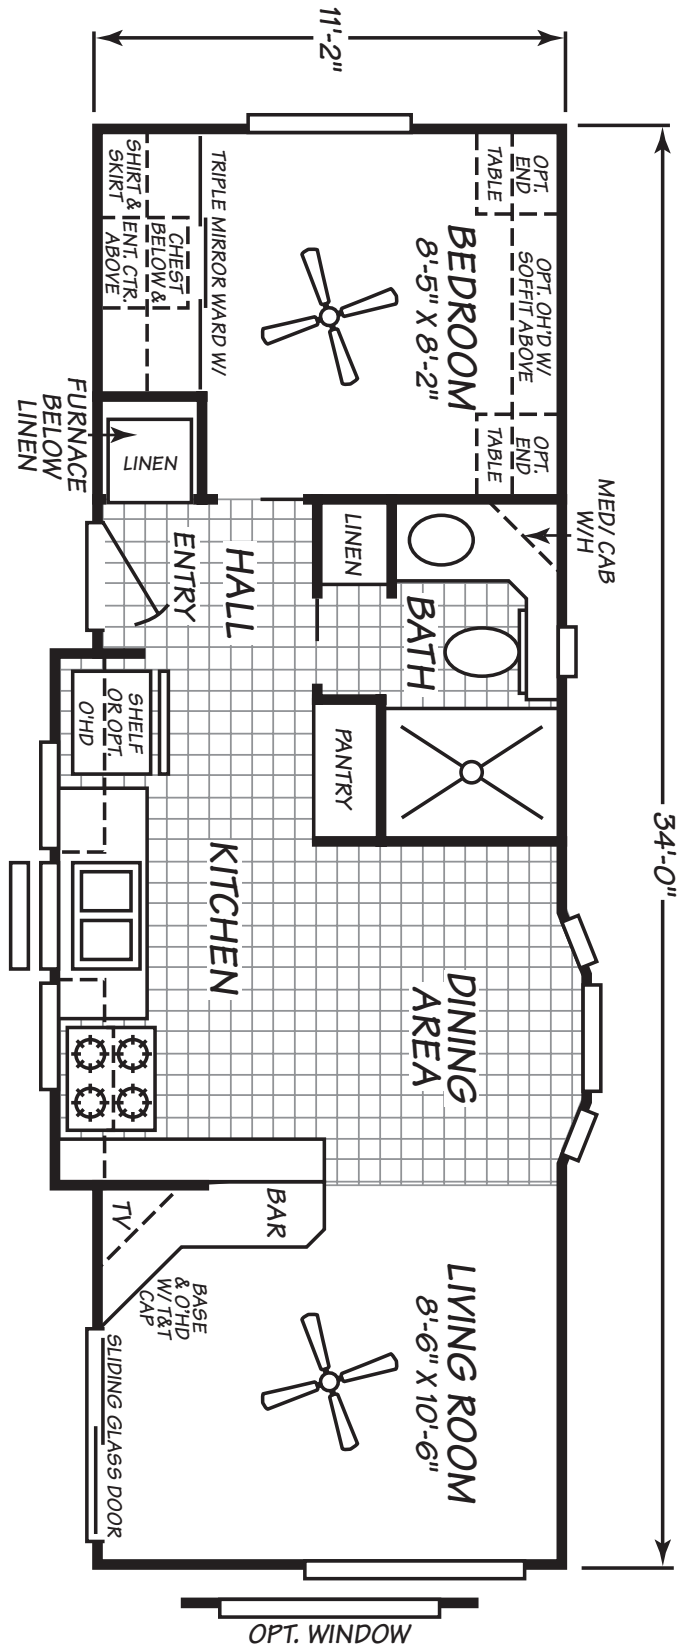 11'-2"
34'-0"
OPT.
END
TABLE
OPT. OH'D W/
SOFFIT ABOVE
OPT.
END
TABLE
BEDROOM
8'-5" X 8'-2"
TRIPLE MIRROR WARD W/
CHEST
BELOW &
ENT. CTR.
ABOVE
SHIRT &
SKIRT
LINEN
FURNACE
BELOW
LINEN
MED/ CAB
W/H
LINEN
BATH
HALL
ENTRY
PANTRY
SHELF
OR OPT.
O'HD
KITCHEN
DINING
AREA
BAR
TV
BASE
& O'HD
W/ T&T
CAP
LIVING ROOM
8'-6" X 10'-6"
SLIDING GLASS DOOR
OPT. WINDOW